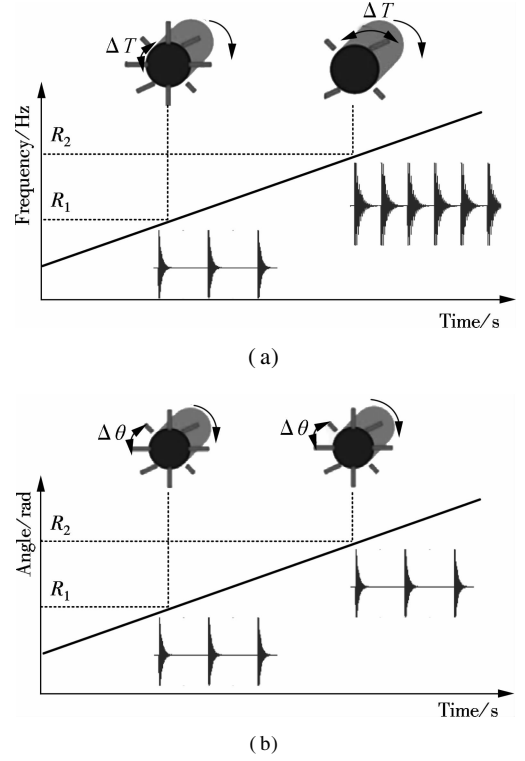 ΔT
ΔT
Frequency/Hz
R₂
R₁
Time/s
(a)
Δθ
Δθ
Angle/rad
R₂
R₁
Time/s
(b)